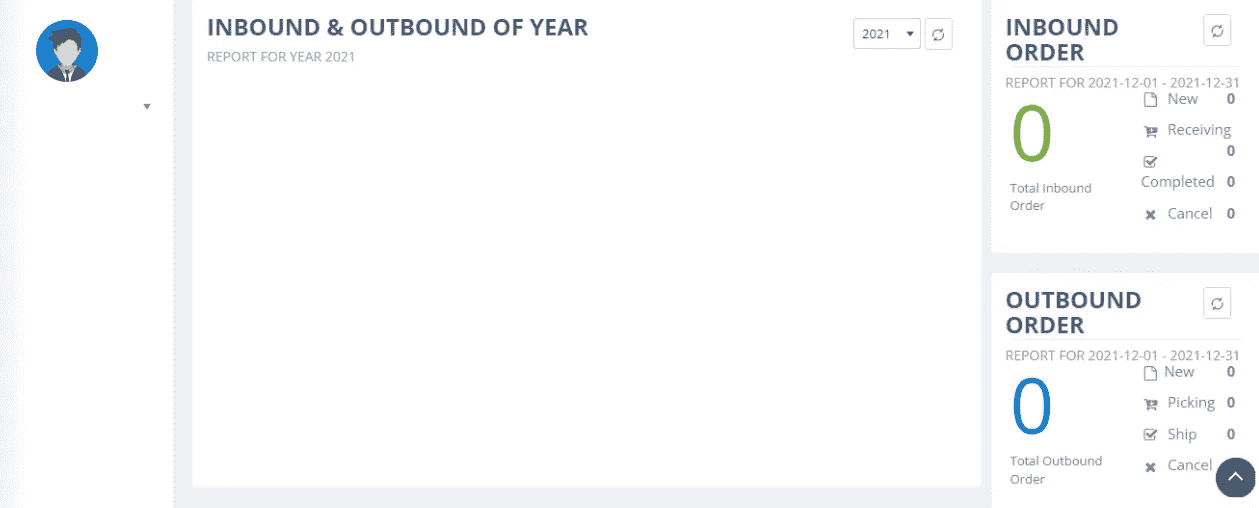 INBOUND & OUTBOUND OF YEAR
REPORT FOR YEAR 2021
2021
INBOUND
ORDER
REPORT FOR 2021-12-01 - 2021-12-31
0
Total Inbound
Order
New 0
Receiving
0
Completed 0
Cancel 0
OUTBOUND
ORDER
REPORT FOR 2021-12-01 - 2021-12-31
0
Total Outbound
Order
New 0
Picking 0
Ship 0
Cancel